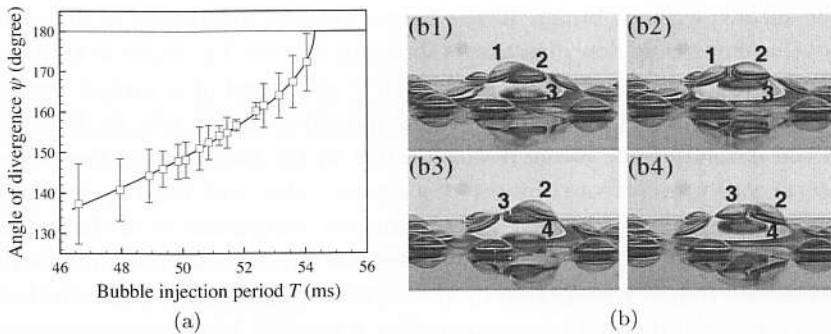 (a)
180
170
160
150
140
130
Angle of divergence ψ (degree)
46
48
50
52
54
56
Bubble injection period T (ms)
(a)
(b1)
1
2
3
(b2)
1
2
3
(b3)
3
2
4
(b4)
3
2
4
(b)